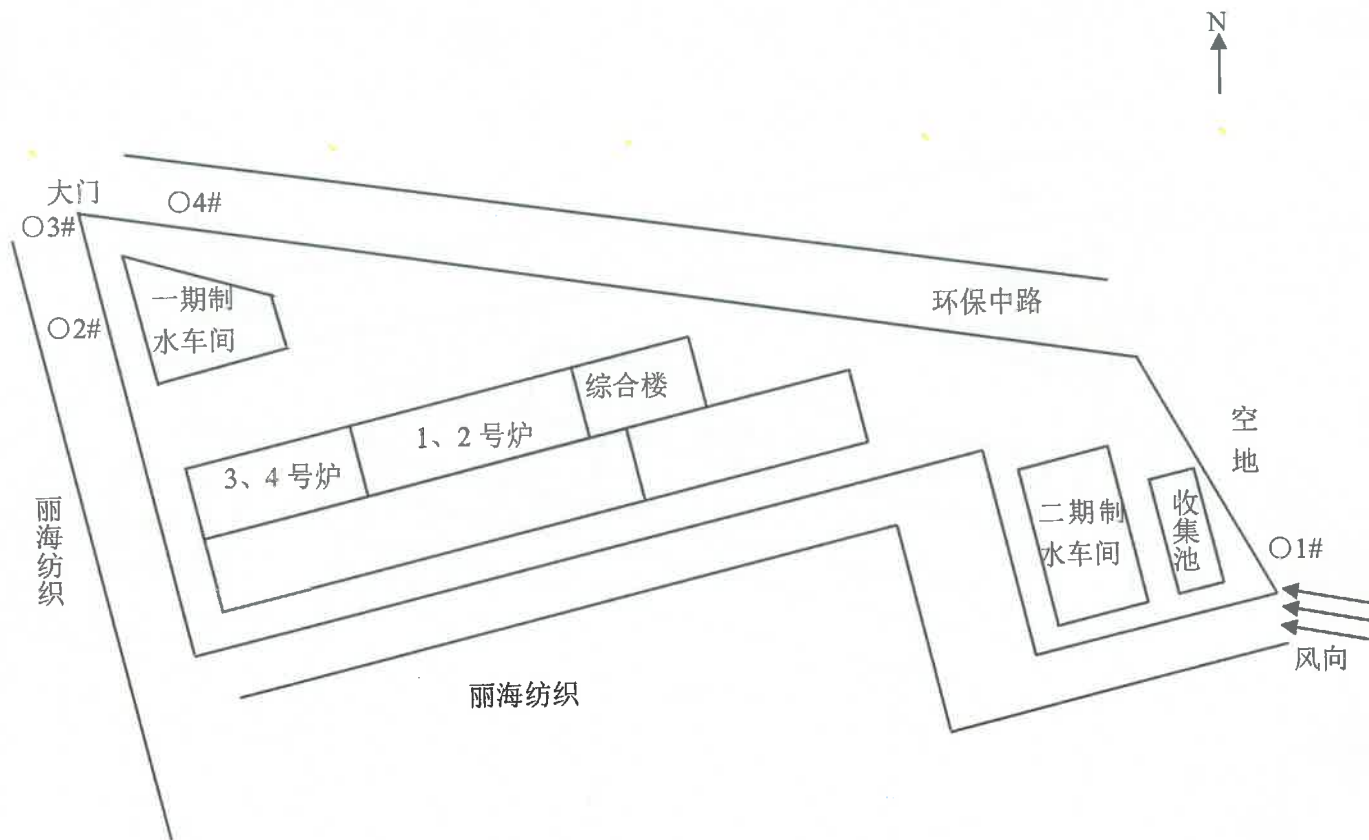 N
大门
○4#
○3#
一期制
水车间
○2#
环保中路
综合楼
1、2 号炉
3、4 号炉
空
地
丽
海
纺
织
二期制
水车间
收
集
池
○1#
风向
丽海纺织